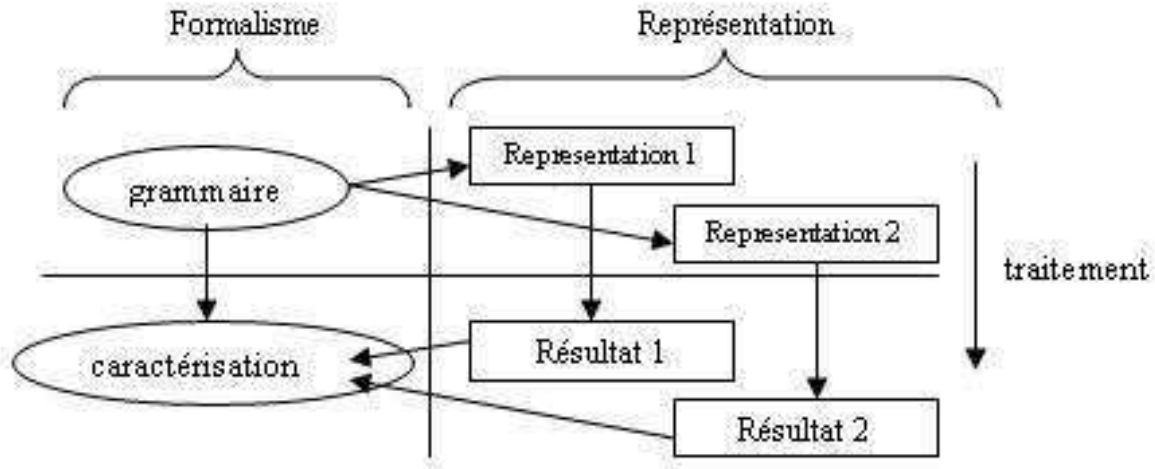 Formalisme
Représentation
Representation 1
grammaire
Representation 2
traitement
Résultat 1
caractérisation
Résultat 2